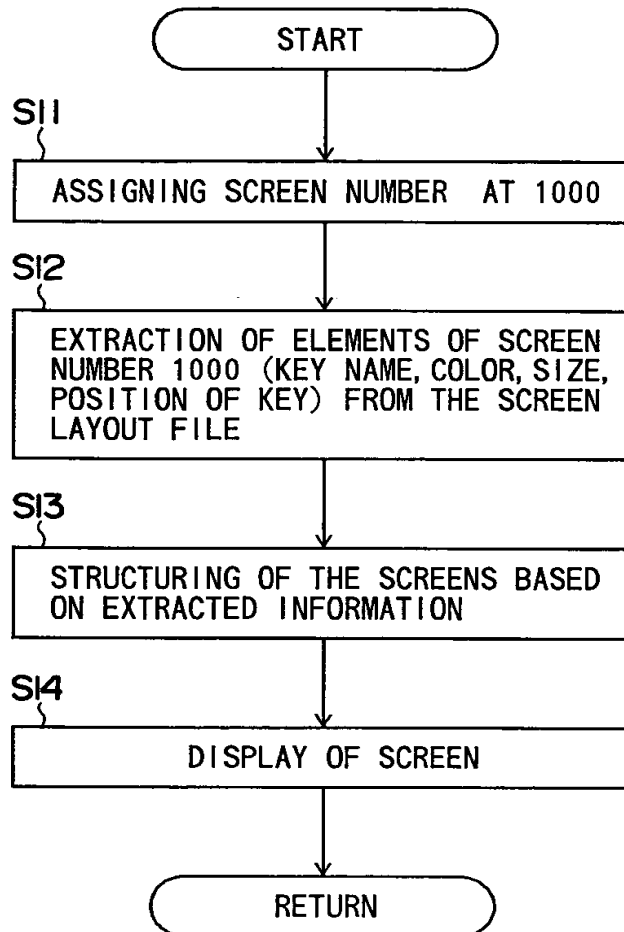 START
S11
ASSIGNING SCREEN NUMBER AT 1000
S12
EXTRACTION OF ELEMENTS OF SCREEN
NUMBER 1000 (KEY NAME, COLOR, SIZE,
POSITION OF KEY) FROM THE SCREEN
LAYOUT FILE
S13
STRUCTURING OF THE SCREENS BASED
ON EXTRACTED INFORMATION
S14
DISPLAY OF SCREEN
RETURN